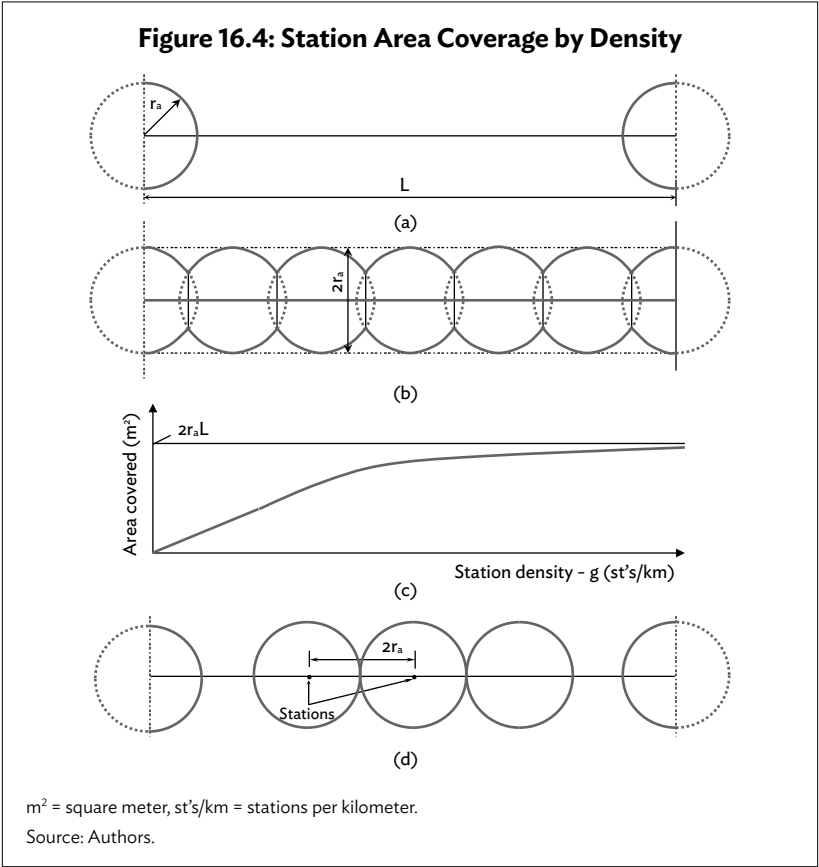 Figure 16.4: Station Area Coverage by Density
rₐ
L
(a)
2rₐ
(b)
Area covered (m²)
2rₐL
Station density – g (st's/km)
(c)
2rₐ
Stations
(d)
m² = square meter, st's/km = stations per kilometer.
Source: Authors.